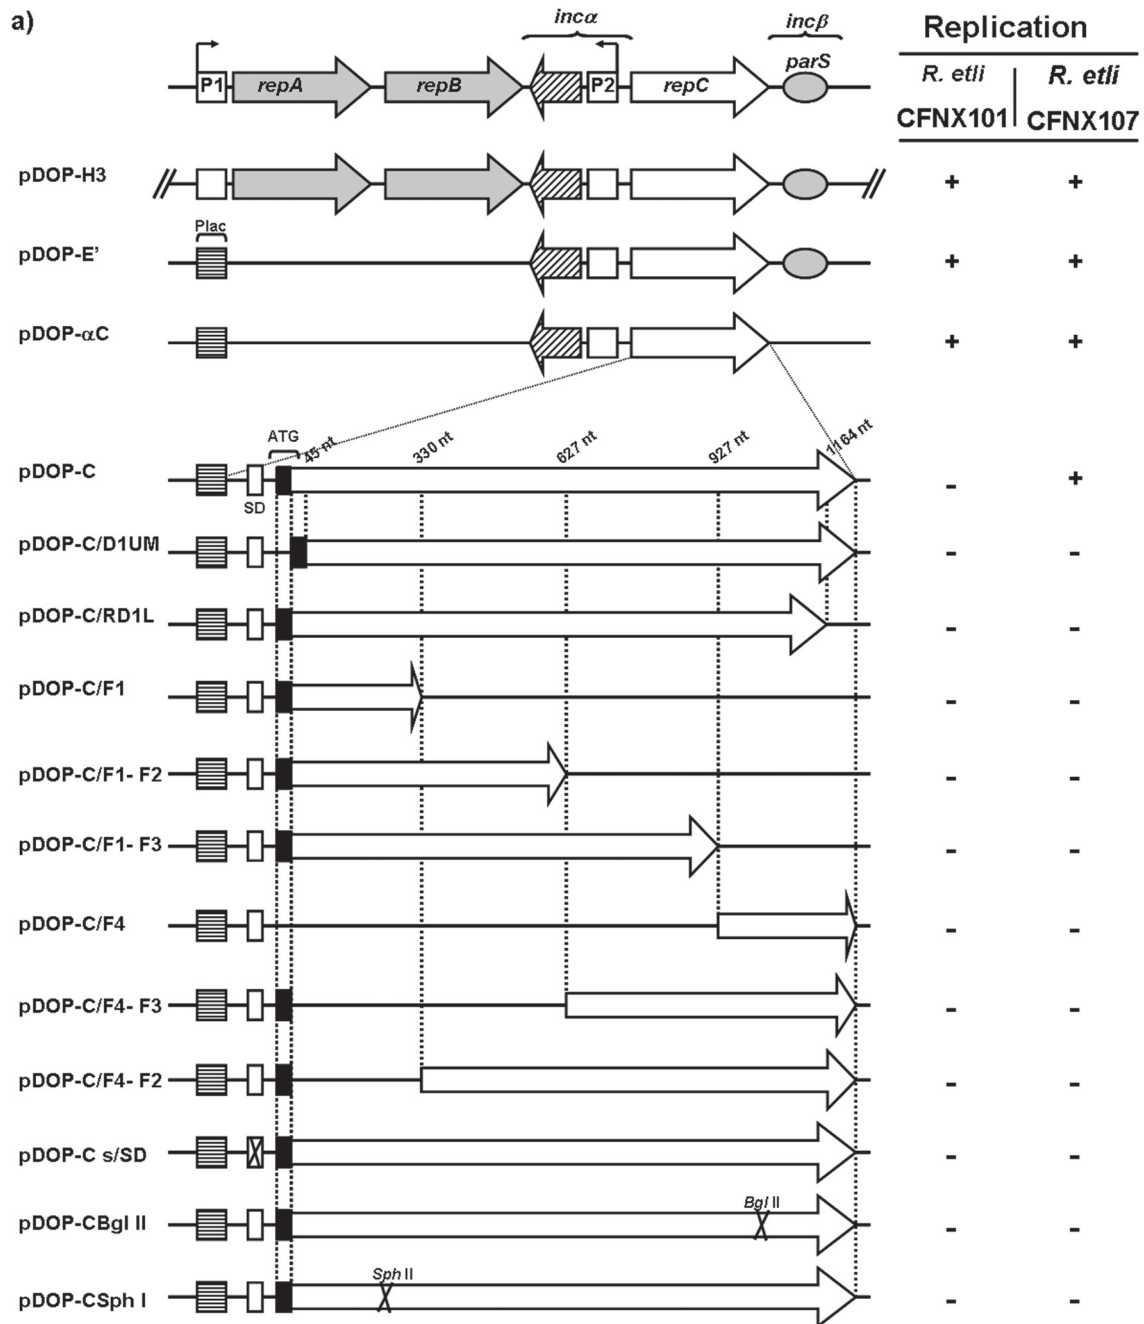 a)
incα
incβ
Replication
P1
repA
repB
P2
repC
parS
R. etli
R. etli
CFNX101
CFNX107
pDOP-H3
+
+
Plac
pDOP-E'
+
+
pDOP-αC
+
+
ATG
45 nt
330 nt
627 nt
927 nt
1164 nt
pDOP-C
-
+
SD
pDOP-C/D1UM
-
-
pDOP-C/RD1L
-
-
pDOP-C/F1
-
-
pDOP-C/F1- F2
-
-
pDOP-C/F1- F3
-
-
pDOP-C/F4
-
-
pDOP-C/F4- F3
-
-
pDOP-C/F4- F2
-
-
pDOP-C s/SD
-
-
Bgl II
pDOP-CBgl II
-
-
Sph II
pDOP-CSph I
-
-